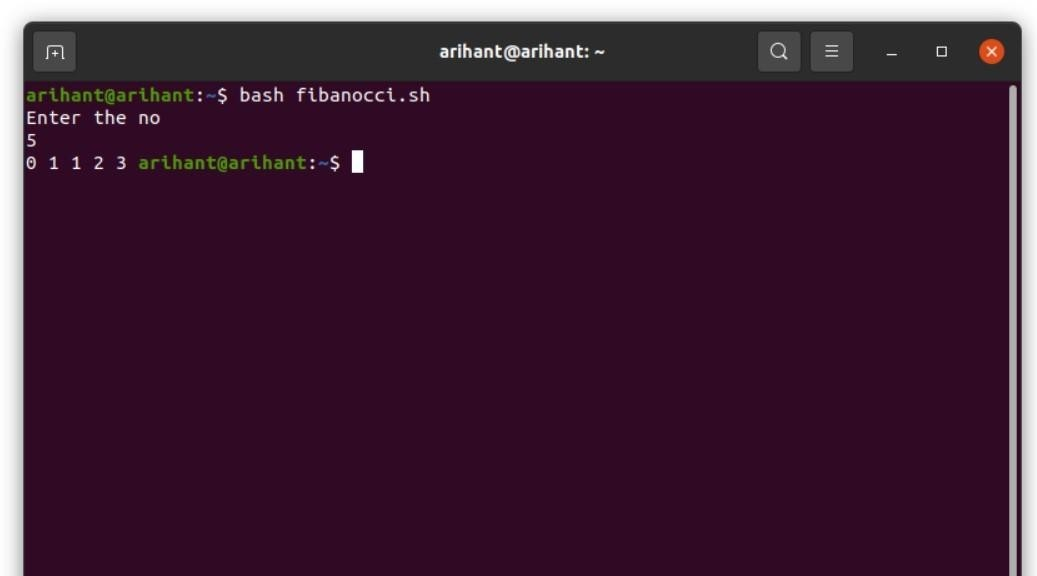 arihant@arihant: ~
arihant@arihant:~$ bash fibanocci.sh
Enter the no
5
0 1 1 2 3 arihant@arihant:~$